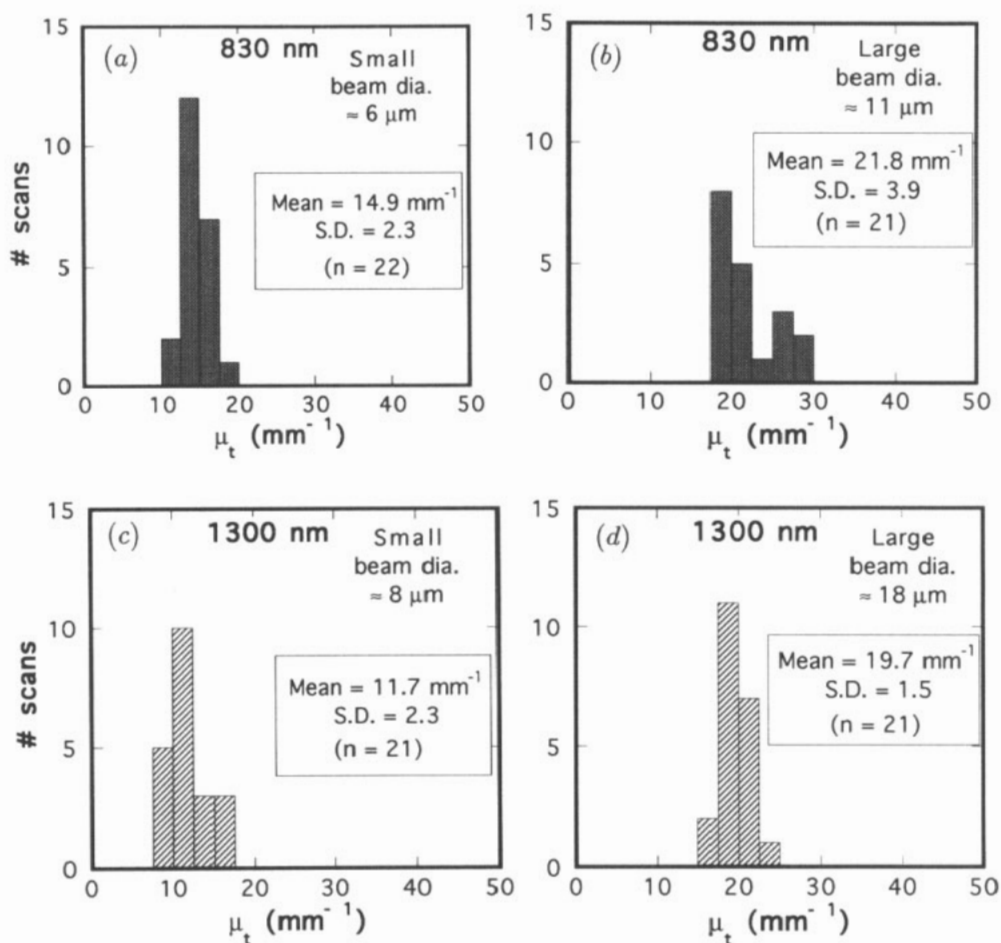 (a)
830 nm
Small
beam dia.
≈ 6 μm
Mean = 14.9 mm⁻¹
S.D. = 2.3
(n = 22)
# scans
15
10
5
0
0 10 20 30 40 50
μt (mm⁻¹)
(b)
830 nm
Large
beam dia.
≈ 11 μm
Mean = 21.8 mm⁻¹
S.D. = 3.9
(n = 21)
15
10
5
0
0 10 20 30 40 50
μt (mm⁻¹)
(c)
1300 nm
Small
beam dia.
≈ 8 μm
Mean = 11.7 mm⁻¹
S.D. = 2.3
(n = 21)
# scans
15
10
5
0
0 10 20 30 40 50
μt (mm⁻¹)
(d)
1300 nm
Large
beam dia.
≈ 18 μm
Mean = 19.7 mm⁻¹
S.D. = 1.5
(n = 21)
15
10
5
0
0 10 20 30 40 50
μt (mm⁻¹)